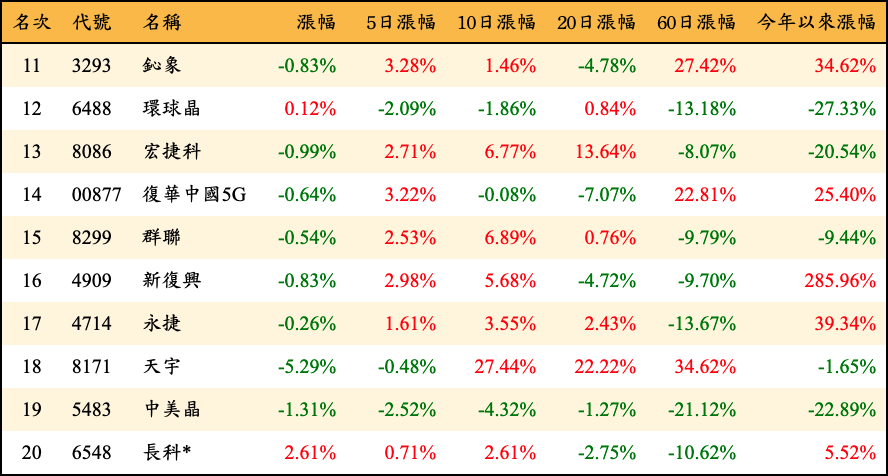 名次 代號 名稱 漲幅 5日漲幅 10日漲幅 20日漲幅 60日漲幅 今年以來漲幅
11 3293 鈊象 -0.83% 3.28% 1.46% -4.78% 27.42% 34.62%
12 6488 環球晶 0.12% -2.09% -1.86% 0.84% -13.18% -27.33%
13 8086 宏捷科 -0.99% 2.71% 6.77% 13.64% -8.07% -20.54%
14 00877 復華中國5G -0.64% 3.22% -0.08% -7.07% 22.81% 25.40%
15 8299 群聯 -0.54% 2.53% 6.89% 0.76% -9.79% -9.44%
16 4909 新復興 -0.83% 2.98% 5.68% -4.72% -9.70% 285.96%
17 4714 永捷 -0.26% 1.61% 3.55% 2.43% -13.67% 39.34%
18 8171 天宇 -5.29% -0.48% 27.44% 22.22% 34.62% -1.65%
19 5483 中美晶 -1.31% -2.52% -4.32% -1.27% -21.12% -22.89%
20 6548 長科* 2.61% 0.71% 2.61% -2.75% -10.62% 5.52%